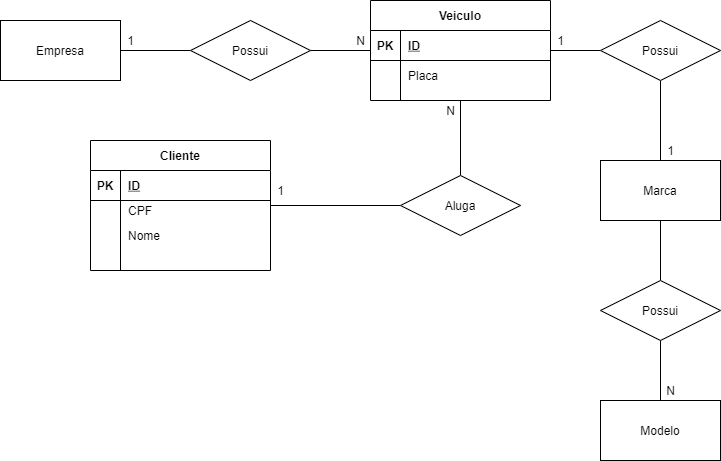 Empresa
1
Possui
N
Veiculo
PK
ID
Placa
1
Possui
N
Cliente
PK
ID
CPF
Nome
1
Aluga
1
Marca
Possui
N
Modelo